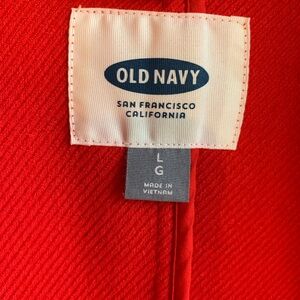 OLD NAVY
SAN FRANCISCO
CALIFORNIA
L
G
MADE IN
VIETNAM